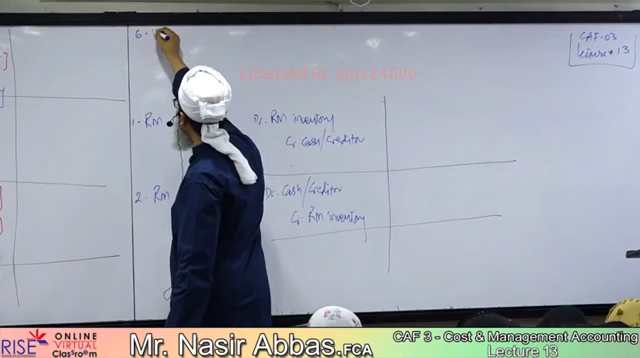 CAF-03
Lecture # 13
6-
1- RM
Dr. RM inventory
Cr Cash/Creditor
2. RM
Dr. Cash/Creditor
Cr. RM inventory
RISE
ONLINE
VIRTUAL
Classroom
Mr. Nasir Abbas.FCA
CAF 3 - Cost & Management Accounting
Lecture 13